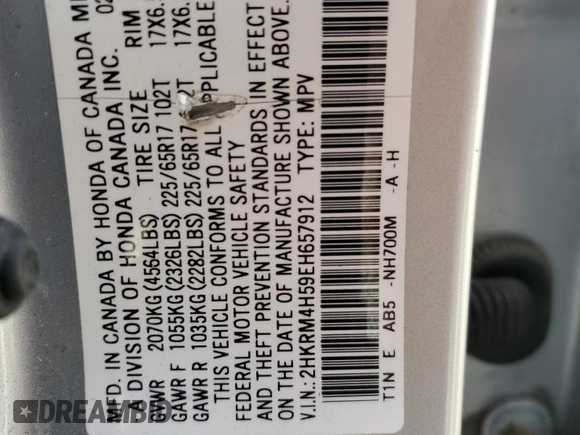 MFD. IN CANADA BY HONDA OF CANADA
A DIVISION OF HONDA CANADA INC. 02
GVWR 2070KG(4564LBS) TIRE SIZE RIM
GAWR F 1055KG(2326LBS) 225/65R17 102T 17X6.
GAWR R 1035KG(2282LBS) 225/65R17 17X6.
THIS VEHICLE CONFORMS TO ALL APPLICABLE
FEDERAL MOTOR VEHICLE SAFETY
AND THEFT PREVENTION STANDARDS IN EFFECT
ON THE DATE OF MANUFACTURE SHOWN ABOVE.
V.I.N.: 2HKRM4H59EH657912 TYPE: MPV
T1N E AB5 -NH700M -A -H
DREAMBID